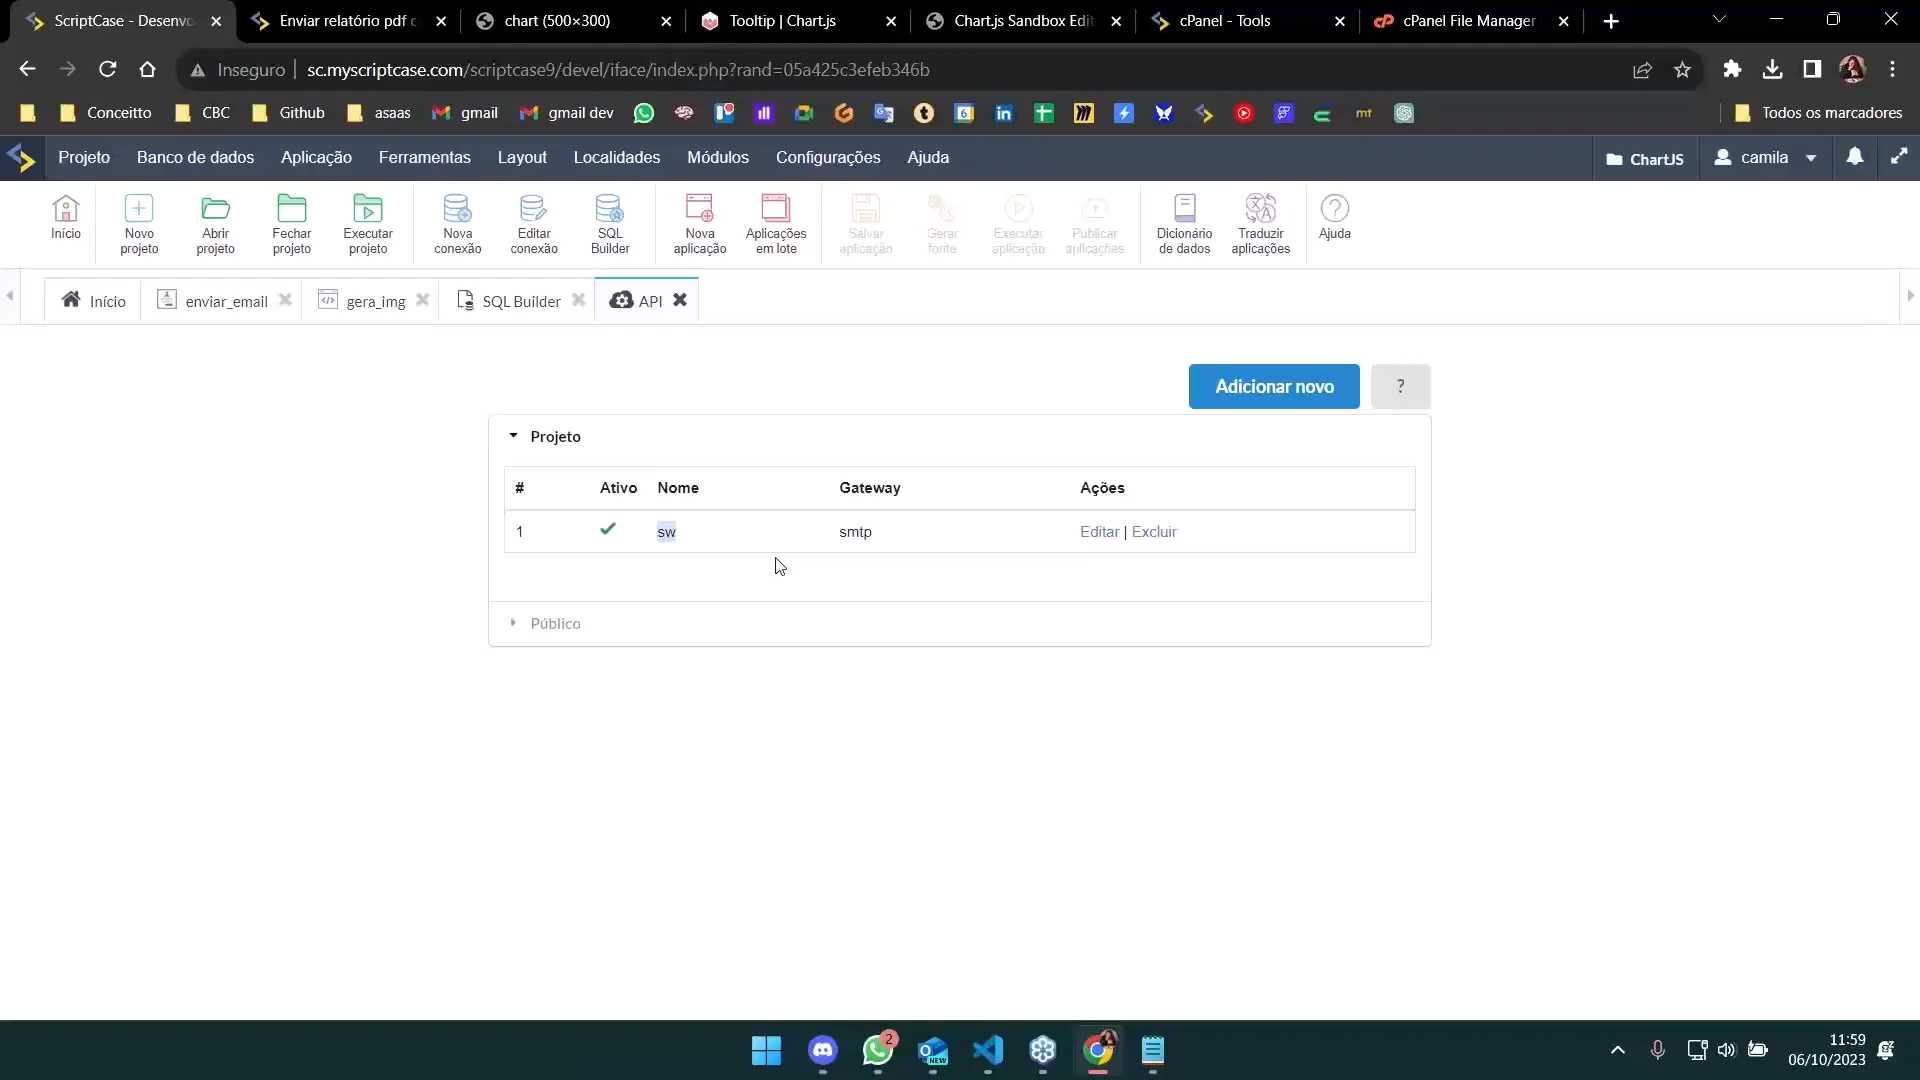 ScriptCase - Desenvo
Enviar relatório pdf c
chart (500×300)
Tooltip | Chart.js
Chart.js Sandbox Edit
cPanel - Tools
cPanel File Manager
Inseguro
sc.myscriptcase.com/scriptcase9/devel/iface/index.php?rand=05a425c3efeb346b
Conceitto
CBC
Github
asaas
gmail
gmail dev
Todos os marcadores
Projeto
Banco de dados
Aplicação
Ferramentas
Layout
Localidades
Módulos
Configurações
Ajuda
ChartJS
camila
Início
Novo
projeto
Abrir
projeto
Fechar
projeto
Executar
projeto
Nova
conexão
Editar
conexão
SQL
Builder
Nova
aplicação
Aplicações
em lote
Salvar
aplicação
Gerar
fonte
Executar
aplicação
Publicar
aplicações
Dicionário
de dados
Traduzir
aplicações
Ajuda
Início
enviar_email
gera_img
SQL Builder
API
Adicionar novo
?
Projeto
# Ativo Nome Gateway Ações
1 sw smtp Editar | Excluir
Público
2
NEW
11:59
06/10/2023